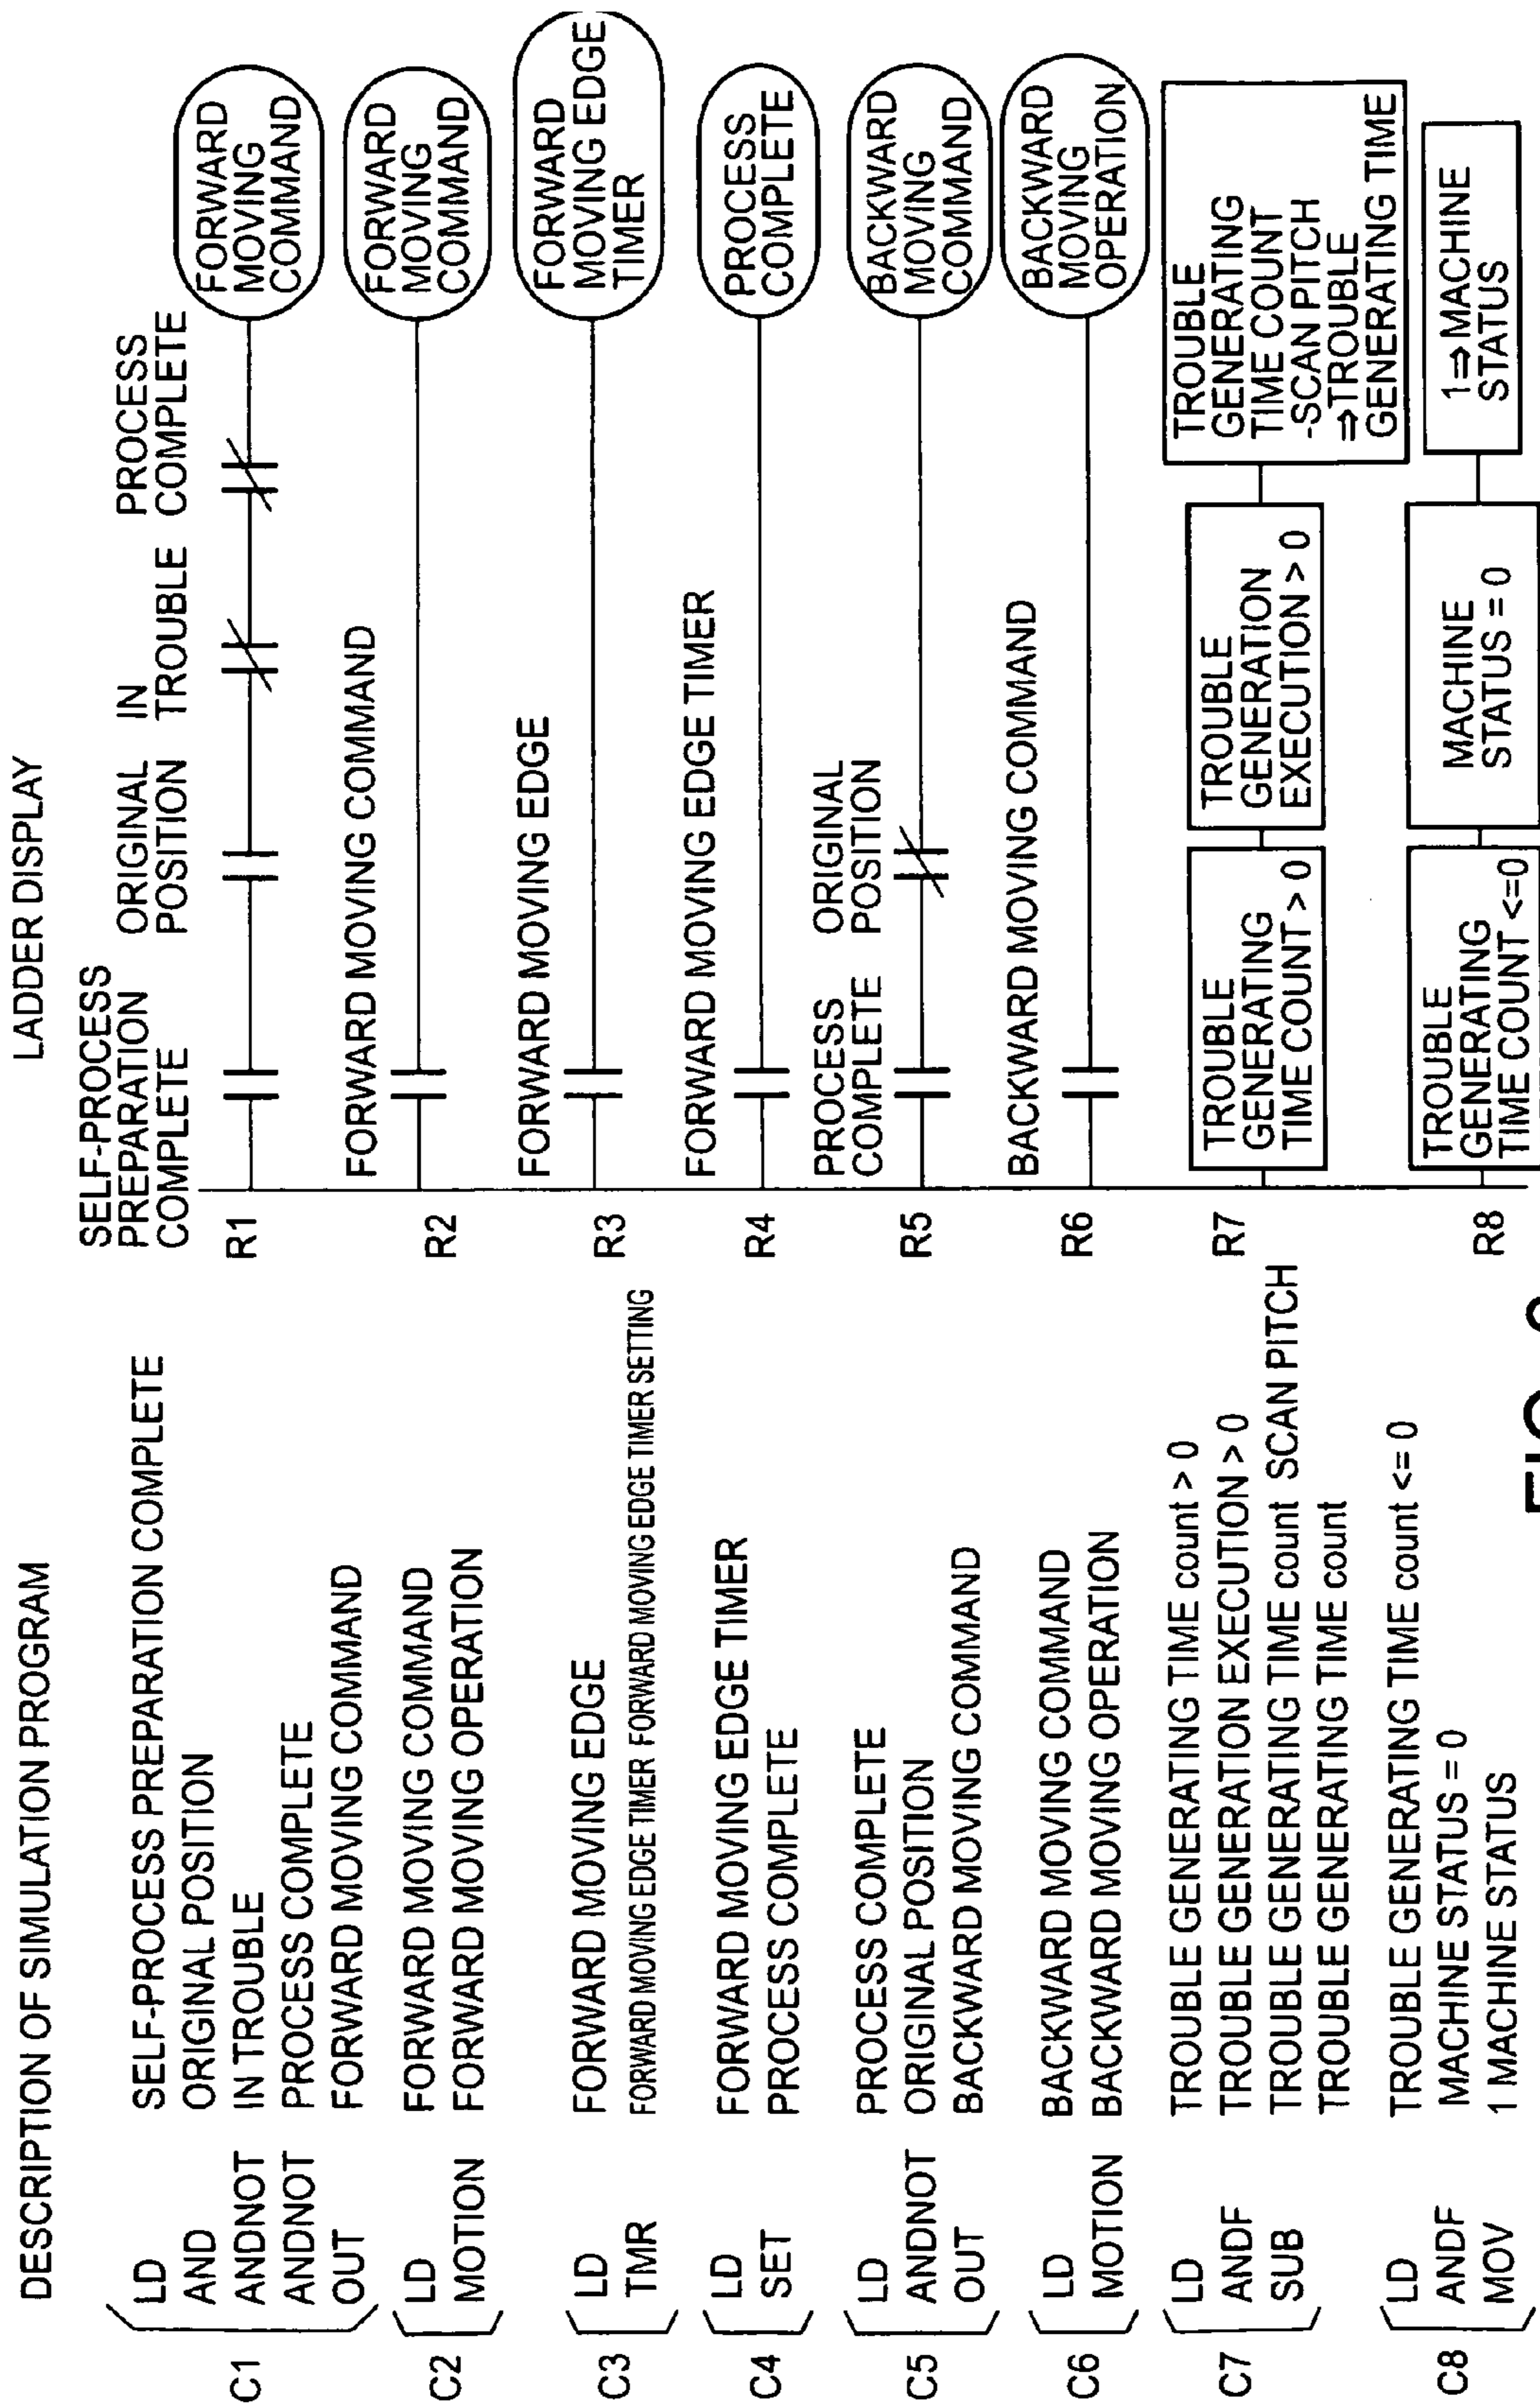 DESCRIPTION OF SIMULATION PROGRAM
C1
LD SELF-PROCESS PREPARATION COMPLETE
AND ORIGINAL POSITION
ANDNOT IN TROUBLE
ANDNOT PROCESS COMPLETE
OUT FORWARD MOVING COMMAND
C2
LD FORWARD MOVING COMMAND
MOTION FORWARD MOVING OPERATION
C3
LD FORWARD MOVING EDGE
TMR FORWARD MOVING EDGE TIMER FORWARD MOVING EDGE TIMER SETTING
C4
LD FORWARD MOVING EDGE TIMER
SET PROCESS COMPLETE
C5
LD PROCESS COMPLETE
ANDNOT ORIGINAL POSITION
OUT BACKWARD MOVING COMMAND
C6
LD BACKWARD MOVING COMMAND
MOTION BACKWARD MOVING OPERATION
C7
LD TROUBLE GENERATING TIME count > 0
ANDF TROUBLE GENERATION EXECUTION > 0
SUB TROUBLE GENERATING TIME count SCAN PITCH
TROUBLE GENERATING TIME count
C8
LD TROUBLE GENERATING TIME count <= 0
ANDF MACHINE STATUS = 0
MOV 1 MACHINE STATUS
LADDER DISPLAY
R1
SELF-PROCESS
PREPARATION
COMPLETE
ORIGINAL
POSITION
IN
TROUBLE
PROCESS
COMPLETE
FORWARD
MOVING
COMMAND
R2
FORWARD MOVING COMMAND
FORWARD
MOVING
COMMAND
R3
FORWARD MOVING EDGE
FORWARD
MOVING EDGE
TIMER
R4
FORWARD MOVING EDGE TIMER
PROCESS
COMPLETE
R5
PROCESS
COMPLETE
ORIGINAL
POSITION
BACKWARD
MOVING
COMMAND
R6
BACKWARD MOVING COMMAND
BACKWARD
MOVING
OPERATION
R7
TROUBLE
GENERATING
TIME COUNT > 0
TROUBLE
GENERATION
EXECUTION > 0
TROUBLE
GENERATING
TIME COUNT
-SCAN PITCH
⇒TROUBLE
GENERATING TIME
R8
TROUBLE
GENERATING
TIME COUNT <=0
MACHINE
STATUS = 0
1⇒MACHINE
STATUS